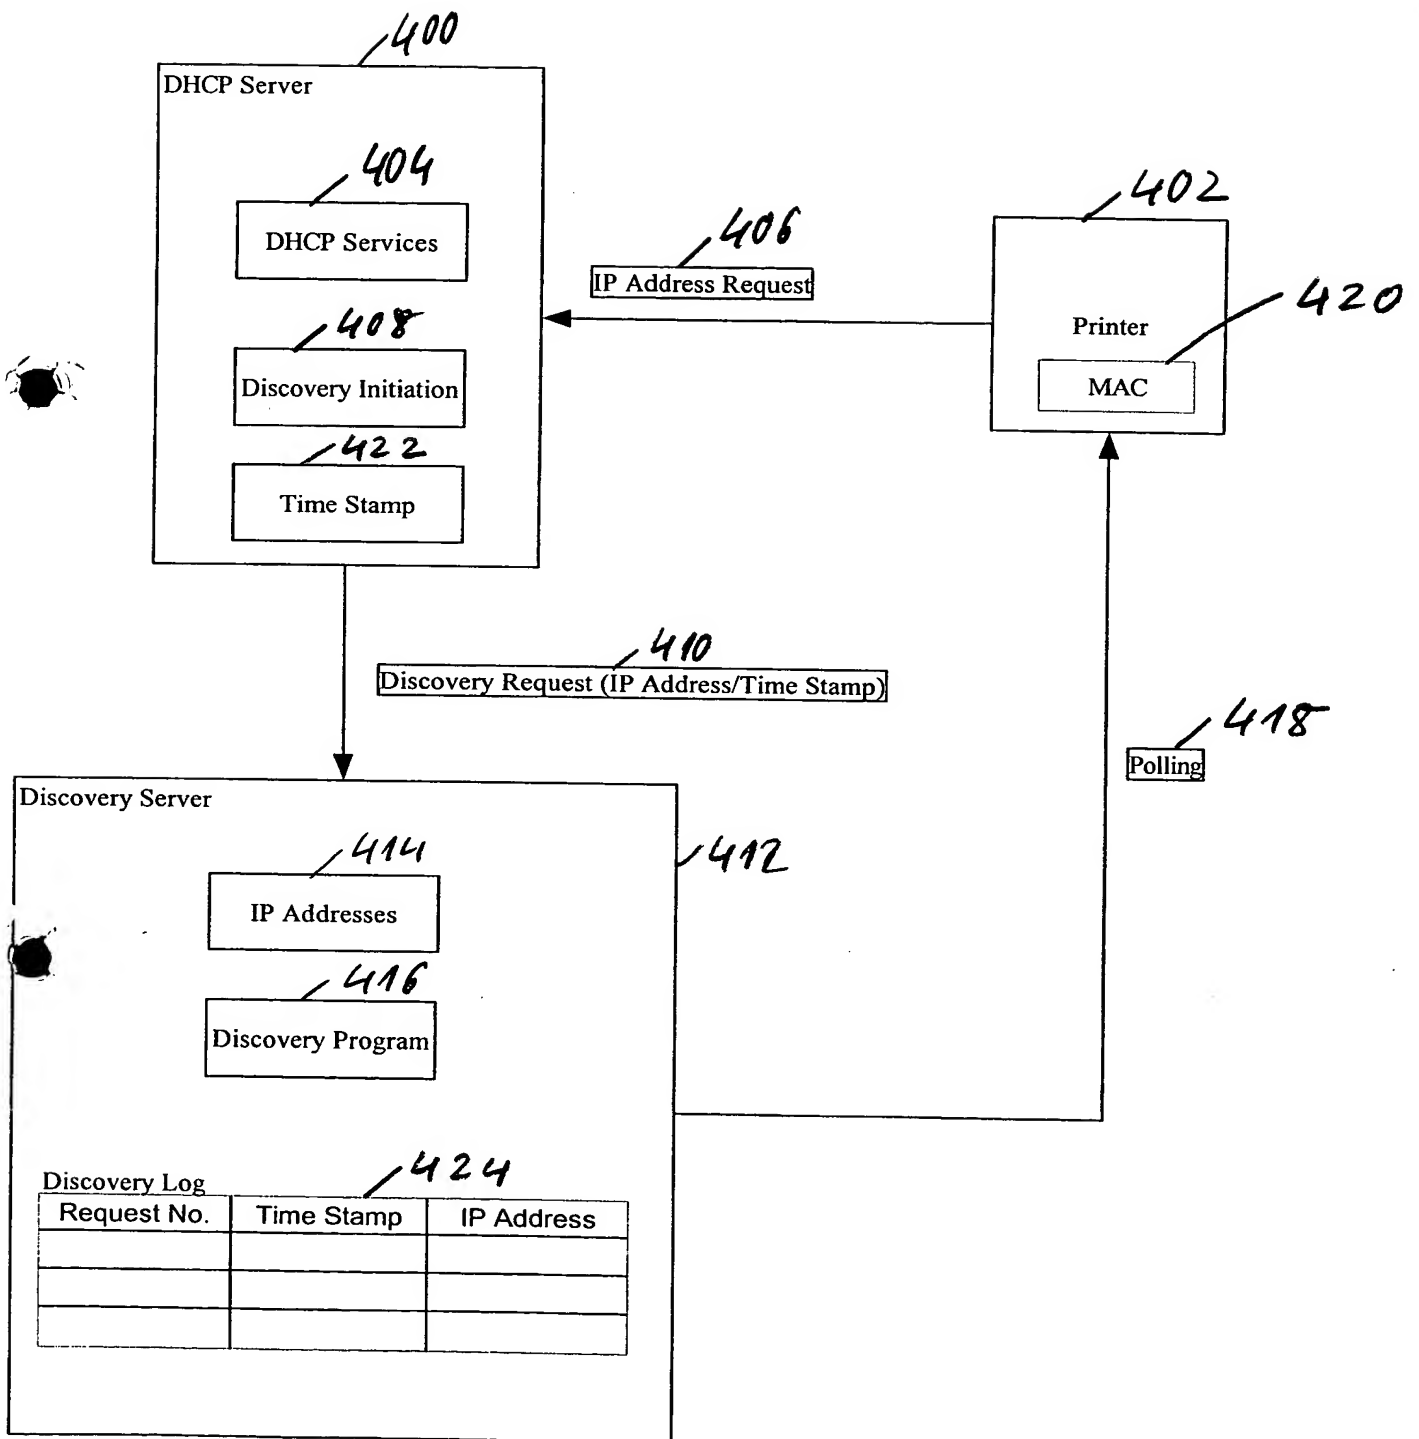 400
DHCP Server
404
DHCP Services
402
406
IP Address Request
420
Printer
MAC
408
Discovery Initiation
422
Time Stamp
410
Discovery Request (IP Address/Time Stamp)
418
Polling
Discovery Server
412
414
IP Addresses
416
Discovery Program
424
Discovery Log
Request No. Time Stamp IP Address